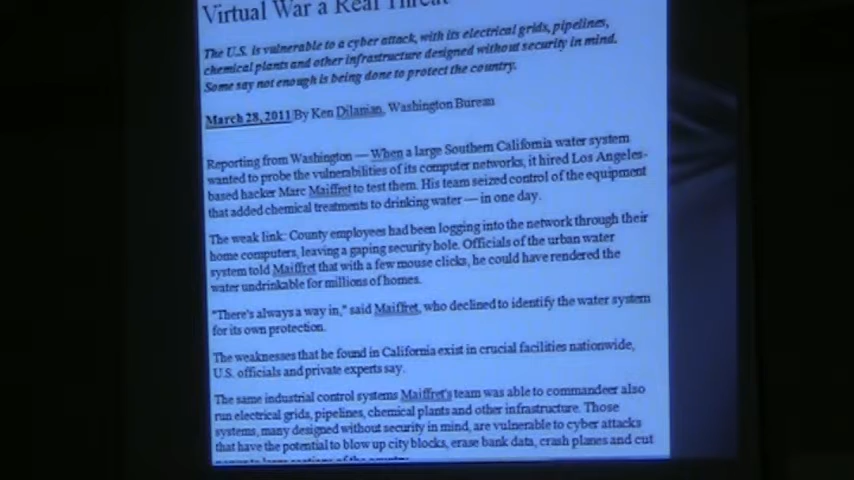 Virtual War a Real Threat
The U.S. is vulnerable to a cyber attack, with its electrical grids, pipelines,
chemical plants and other infrastructure designed without security in mind.
Some say not enough is being done to protect the country.
March 28, 2011 By Ken Dilanian, Washington Bureau
Reporting from Washington — When a large Southern California water system
wanted to probe the vulnerabilities of its computer networks, it hired Los Angeles-
based hacker Marc Maiffret to test them. His team seized control of the equipment
that added chemical treatments to drinking water — in one day.
The weak link: County employees had been logging into the network through their
home computers, leaving a gaping security hole. Officials of the urban water
system told Maiffret that with a few mouse clicks, he could have rendered the
water undrinkable for millions of homes.
"There's always a way in," said Maiffret, who declined to identify the water system
for its own protection.
The weaknesses that he found in California exist in crucial facilities nationwide,
U.S. officials and private experts say.
The same industrial control systems Maiffret's team was able to commandeer also
run electrical grids, pipelines, chemical plants and other infrastructure. Those
systems, many designed without security in mind, are vulnerable to cyber attacks
that have the potential to blow up city blocks, erase bank data, crash planes and cut
power to large sections of the country.